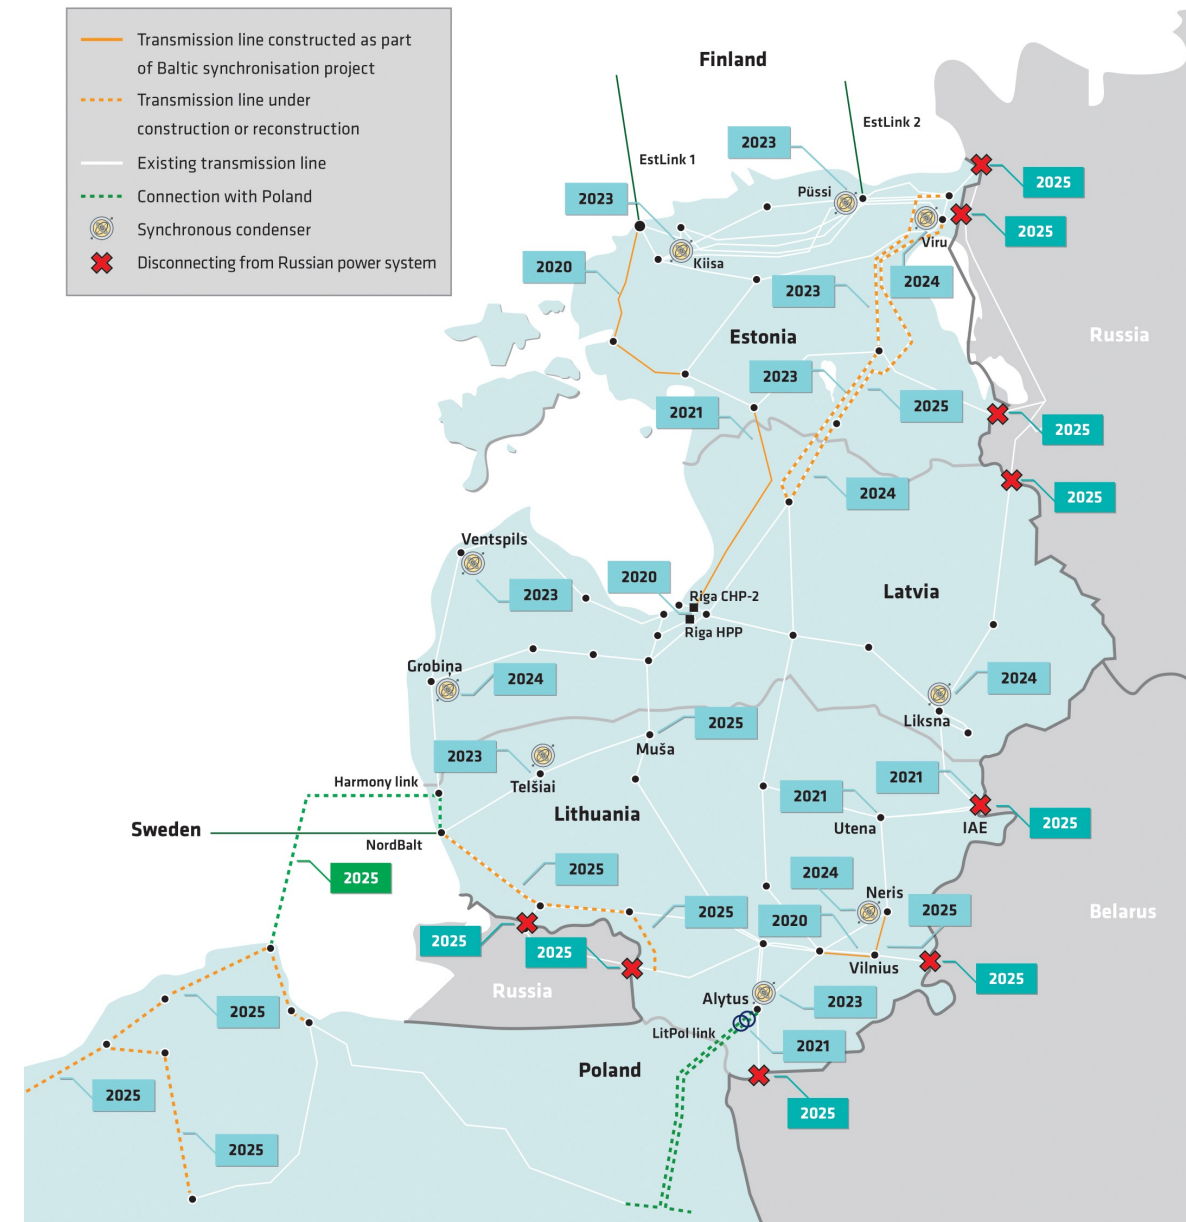 Transmission line constructed as part
of Baltic synchronisation project
Transmission line under
construction or reconstruction
Existing transmission line
Connection with Poland
Synchronous condenser
Disconnecting from Russian power system
Finland
EstLink 2
EstLink 1
2023
2025
Püssi
2023
2025
Viru
Kiisa
2020
2024
2023
Estonia
Russia
2023
2025
2021
2025
2024
2025
Ventspils
2020
2023
Riga CHP-2
Latvia
Riga HPP
Grobiņa
2024
2024
Liksna
2025
Muša
2023
Telšiai
Harmony link
2021
2021
Lithuania
Utena
IAE
2025
Sweden
NordBalt
2025
2025
2024
Neris
2025
2020
2025
Belarus
2025
2025
Vilnius
2025
Russia
Alytus
2023
2025
LitPol link
2021
Poland
2025
2025
2025